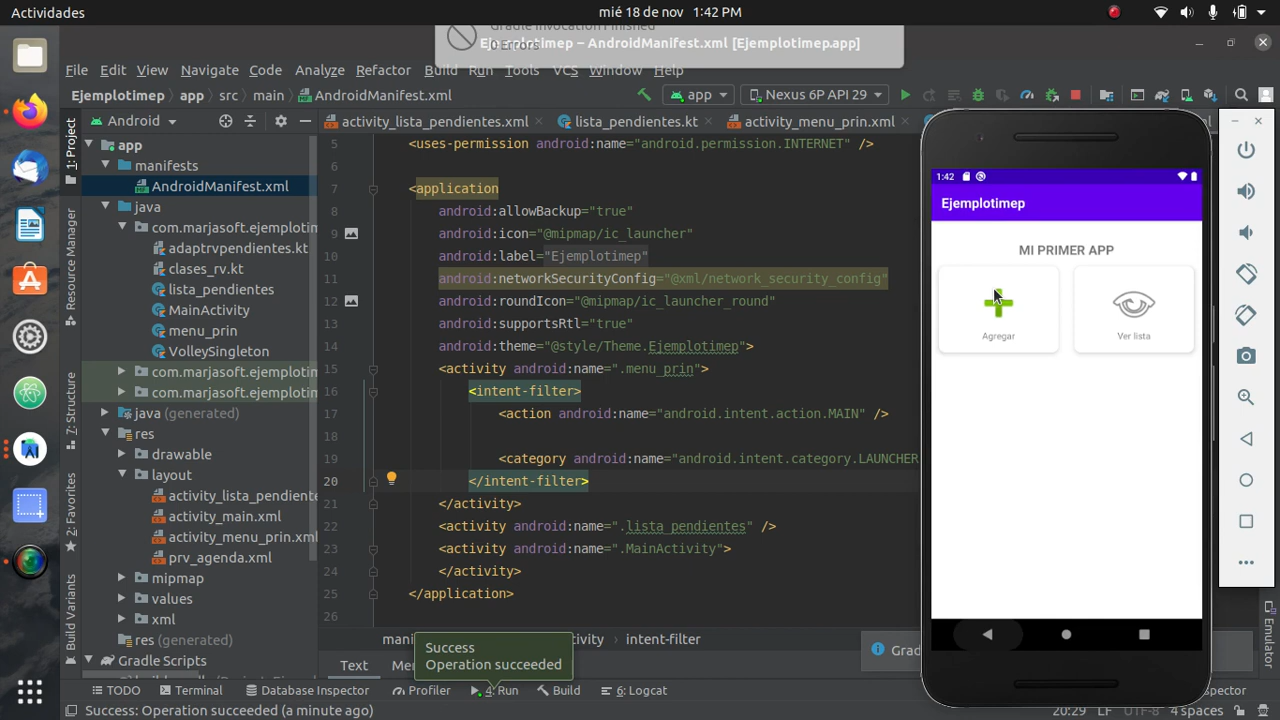 Actividades
mié 18 de nov 1:42 PM
Gradle invocation Finished
Errors
Ejemplotimep – AndroidManifest.xml [Ejemplotimep.app]
File Edit View Navigate Code Analyze Refactor Build Run Tools VCS Window Help
Ejemplotimep app src main AndroidManifest.xml
app Nexus 6P API 29
Android
activity_lista_pendientes.xml lista_pendientes.kt activity_menu_prin.xml
1: Project
Resource Manager
7: Structure
2: Favorites
Build Variants
app
manifests
AndroidManifest.xml
java
com.marjasoft.ejemploti
adaptrvpendientes.kt
clases_rv.kt
lista_pendientes
MainActivity
menu_prin
VolleySingleton
com.marjasoft.ejemplotin
com.marjasoft.ejemplotin
java (generated)
res
drawable
layout
activity_lista_pendiente
activity_main.xml
activity_menu_prin.xml
prv_agenda.xml
mipmap
values
xml
res (generated)
Gradle Scripts
5 <uses-permission android:name="android.permission.INTERNET" />
6
7 <application
8 android:allowBackup="true"
9 android:icon="@mipmap/ic_launcher"
10 android:label="Ejemplotimep"
11 android:networkSecurityConfig="@xml/network_security_config"
12 android:roundIcon="@mipmap/ic_launcher_round"
13 android:supportsRtl="true"
14 android:theme="@style/Theme.Ejemplotimep">
15 <activity android:name=".menu_prin">
16 <intent-filter>
17 <action android:name="android.intent.action.MAIN" />
18
19 <category android:name="android.intent.category.LAUNCHER
20 </intent-filter>
21 </activity>
22 <activity android:name=".lista_pendientes" />
23 <activity android:name=".MainActivity">
24 </activity>
25 </application>
26
intent-filter
Text
Success
Operation succeeded
Grad
1:42
Ejemplotimep
MI PRIMER APP
Agregar
Ver lista
Emulator
TODO Terminal Database Inspector Profiler 4: Run Build 6: Logcat
Success: Operation succeeded (a minute ago)
20:29 LF UTF-8 4 spaces